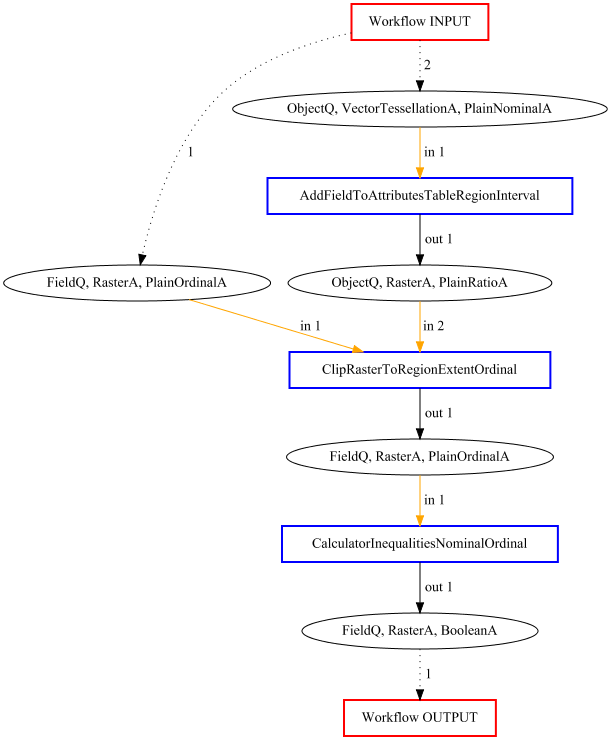 Workflow INPUT
2
ObjectQ, VectorTessellationA, PlainNominalA
1
in 1
AddFieldToAttributesTableRegionInterval
out 1
FieldQ, RasterA, PlainOrdinalA
ObjectQ, RasterA, PlainRatioA
in 1
in 2
ClipRasterToRegionExtentOrdinal
out 1
FieldQ, RasterA, PlainOrdinalA
in 1
CalculatorInequalitiesNominalOrdinal
out 1
FieldQ, RasterA, BooleanA
1
Workflow OUTPUT